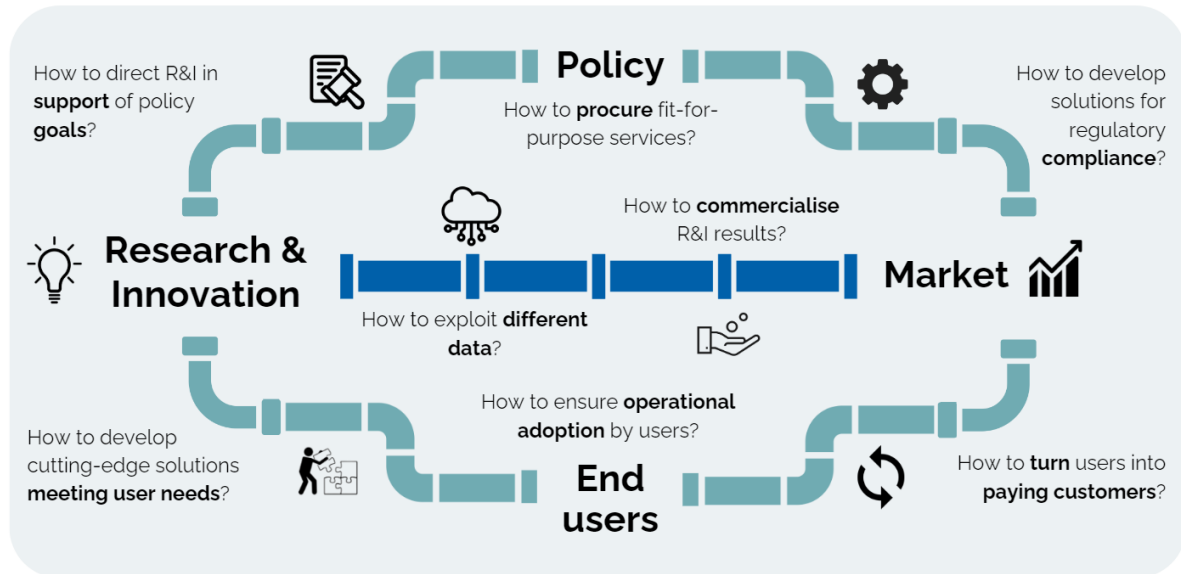 How to direct R&I in
support of policy
goals?
Policy
How to procure fit-for-
purpose services?
How to develop
solutions for
regulatory
compliance?
Research &
Innovation
How to commercialise
R&I results?
Market
How to exploit different
data?
How to develop
cutting-edge solutions
meeting user needs?
How to ensure operational
adoption by users?
End
users
How to turn users into
paying customers?